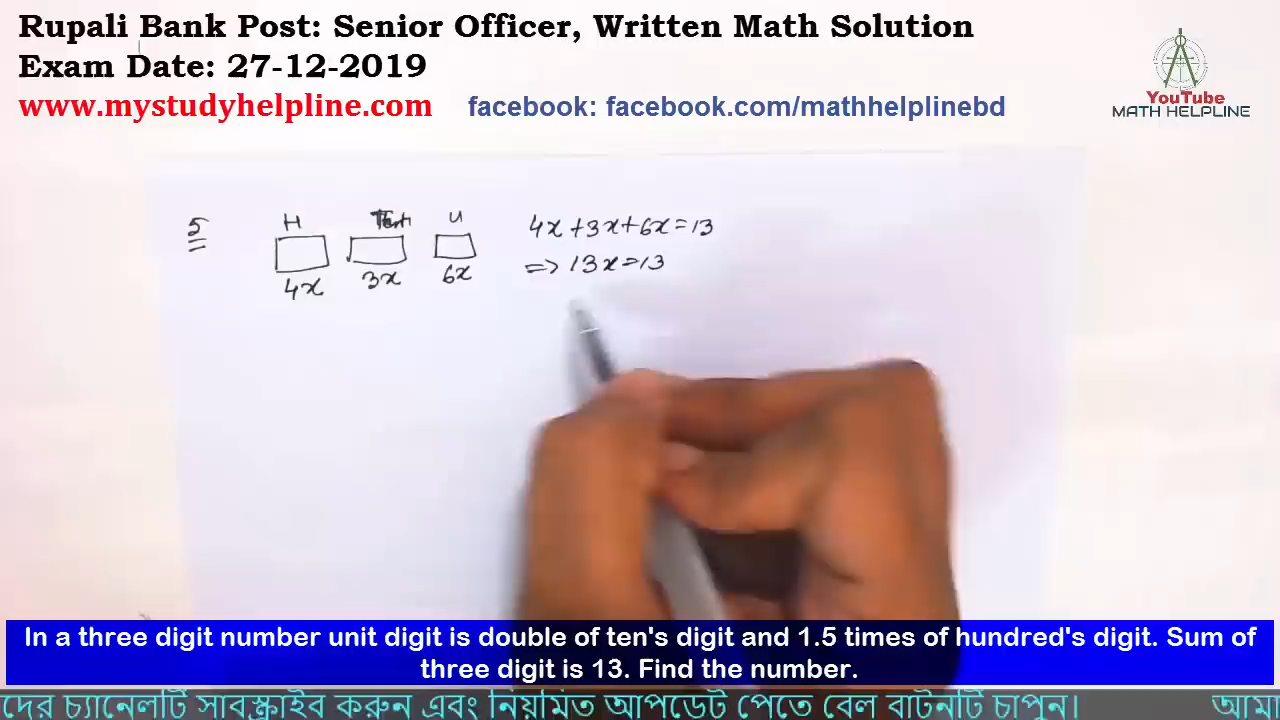 Rupali Bank Post: Senior Officer, Written Math Solution
Exam Date: 27-12-2019
www.mystudyhelpline.com facebook: facebook.com/mathhelplinebd
YouTube
MATH HELPLINE
5 H U 4x+3x+6x=13
4x 3x 6x => 13x=13
In a three digit number unit digit is double of ten's digit and 1.5 times of hundred's digit. Sum of
three digit is 13. Find the number.
দের চ্যানেলটি সাবস্ক্রাইব করুন এবং নিয়মিত আপডেট পেতে বেল বাটনটি চাপুন। আমা